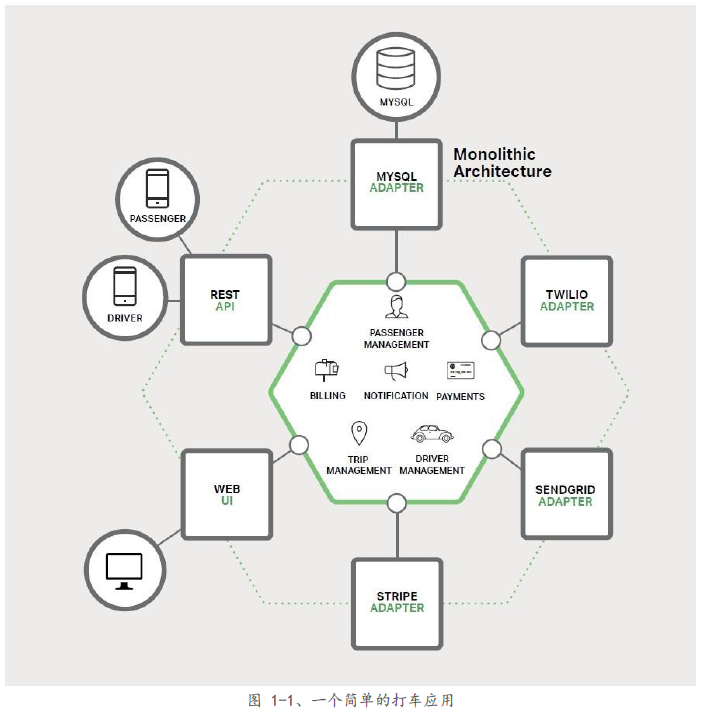 MYSQL
MYSQL
ADAPTER
Monolithic
Architecture
PASSENGER
DRIVER
REST
API
TWILIO
ADAPTER
PASSENGER
MANAGEMENT
BILLING
NOTIFICATION
PAYMENTS
TRIP
MANAGEMENT
DRIVER
MANAGEMENT
WEB
UI
SENDGRID
ADAPTER
STRIPE
ADAPTER
图 1-1、一个简单的打车应用